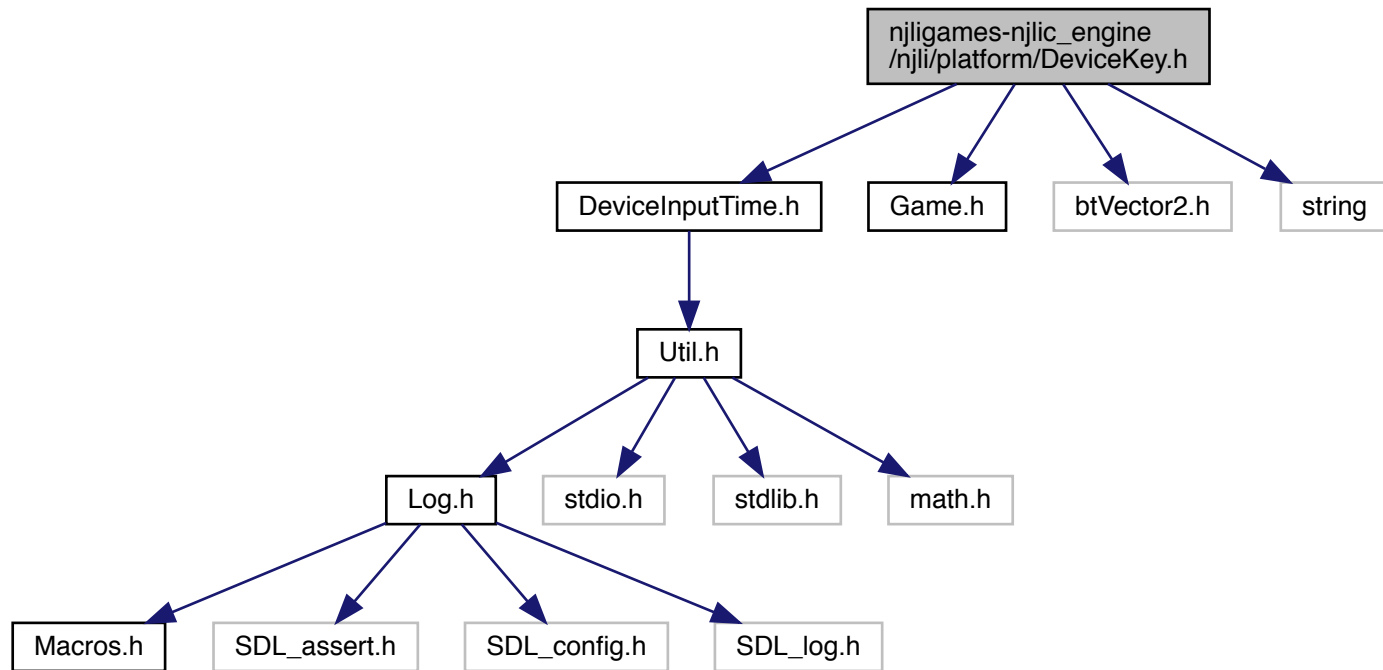 njligames-njlic_engine
/njli/platform/DeviceKey.h
DeviceInputTime.h
Game.h
btVector2.h
string
Util.h
Log.h
stdio.h
stdlib.h
math.h
Macros.h
SDL_assert.h
SDL_config.h
SDL_log.h